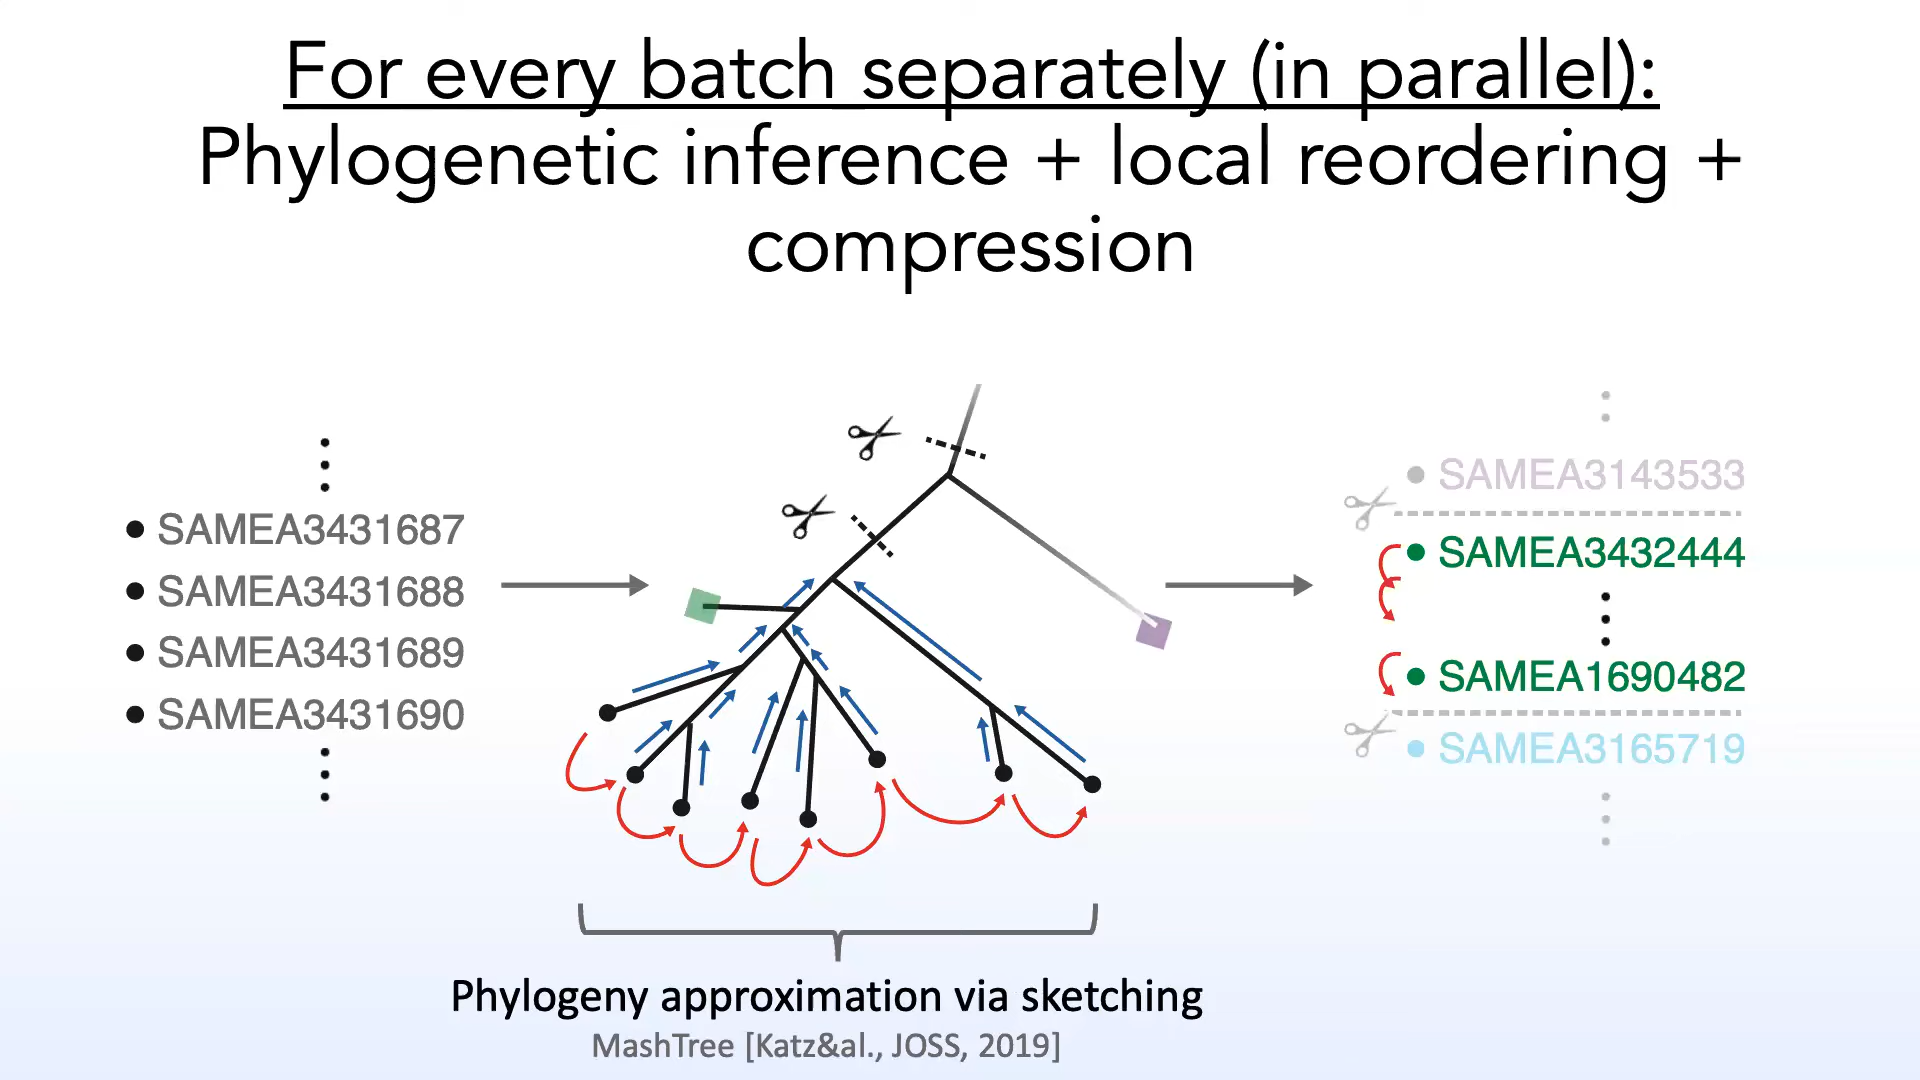 For every batch separately (in parallel):
Phylogenetic inference + local reordering +
compression
SAMEA3431687
SAMEA3431688
SAMEA3431689
SAMEA3431690
SAMEA3143533
SAMEA3432444
SAMEA1690482
SAMEA3165719
Phylogeny approximation via sketching
MashTree [Katz&al., JOSS, 2019]